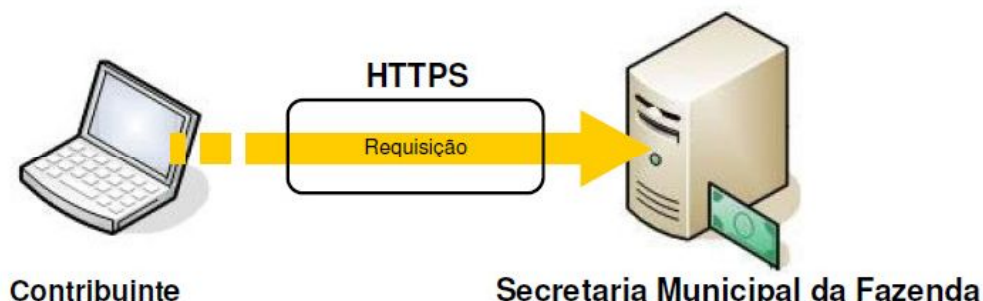 HTTPS
Requisição
Contribuinte
Secretaria Municipal da Fazenda